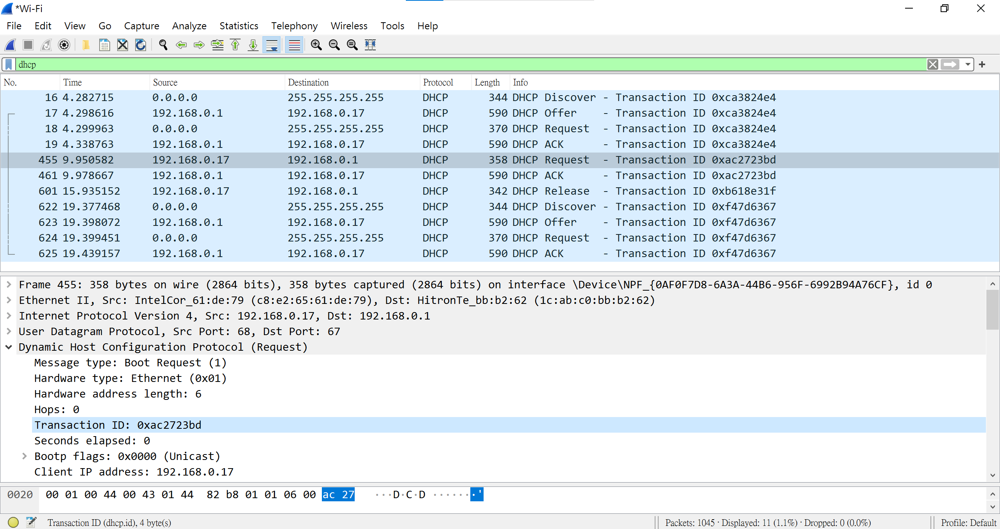 *Wi-Fi
File Edit View Go Capture Analyze Statistics Telephony Wireless Tools Help
dhcp
No. Time Source Destination Protocol Length Info
16 4.282715 0.0.0.0 255.255.255.255 DHCP 344 DHCP Discover - Transaction ID 0xca3824e4
17 4.298616 192.168.0.1 192.168.0.17 DHCP 590 DHCP Offer - Transaction ID 0xca3824e4
18 4.299963 0.0.0.0 255.255.255.255 DHCP 370 DHCP Request - Transaction ID 0xca3824e4
19 4.338763 192.168.0.1 192.168.0.17 DHCP 590 DHCP ACK - Transaction ID 0xca3824e4
455 9.950582 192.168.0.17 192.168.0.1 DHCP 358 DHCP Request - Transaction ID 0xac2723bd
461 9.978667 192.168.0.1 192.168.0.17 DHCP 590 DHCP ACK - Transaction ID 0xac2723bd
601 15.935152 192.168.0.17 192.168.0.1 DHCP 342 DHCP Release - Transaction ID 0xb618e31f
622 19.377468 0.0.0.0 255.255.255.255 DHCP 344 DHCP Discover - Transaction ID 0xf47d6367
623 19.398072 192.168.0.1 192.168.0.17 DHCP 590 DHCP Offer - Transaction ID 0xf47d6367
624 19.399451 0.0.0.0 255.255.255.255 DHCP 370 DHCP Request - Transaction ID 0xf47d6367
625 19.439157 192.168.0.1 192.168.0.17 DHCP 590 DHCP ACK - Transaction ID 0xf47d6367
Frame 455: 358 bytes on wire (2864 bits), 358 bytes captured (2864 bits) on interface \Device\NPF_{0AF0F7D8-6A3A-44B6-956F-6992B94A76CF}, id 0
Ethernet II, Src: IntelCor_61:de:79 (c8:e2:65:61:de:79), Dst: HitronTe_bb:b2:62 (1c:ab:c0:bb:b2:62)
Internet Protocol Version 4, Src: 192.168.0.17, Dst: 192.168.0.1
User Datagram Protocol, Src Port: 68, Dst Port: 67
Dynamic Host Configuration Protocol (Request)
Message type: Boot Request (1)
Hardware type: Ethernet (0x01)
Hardware address length: 6
Hops: 0
Transaction ID: 0xac2723bd
Seconds elapsed: 0
Bootp flags: 0x0000 (Unicast)
Client IP address: 192.168.0.17
0020 00 01 00 44 00 43 01 44 82 b8 01 01 06 00 ac 27 ···D·C·D ·······'
Transaction ID (dhcp.id), 4 byte(s) Packets: 1045 · Displayed: 11 (1.1%) · Dropped: 0 (0.0%) Profile: Default